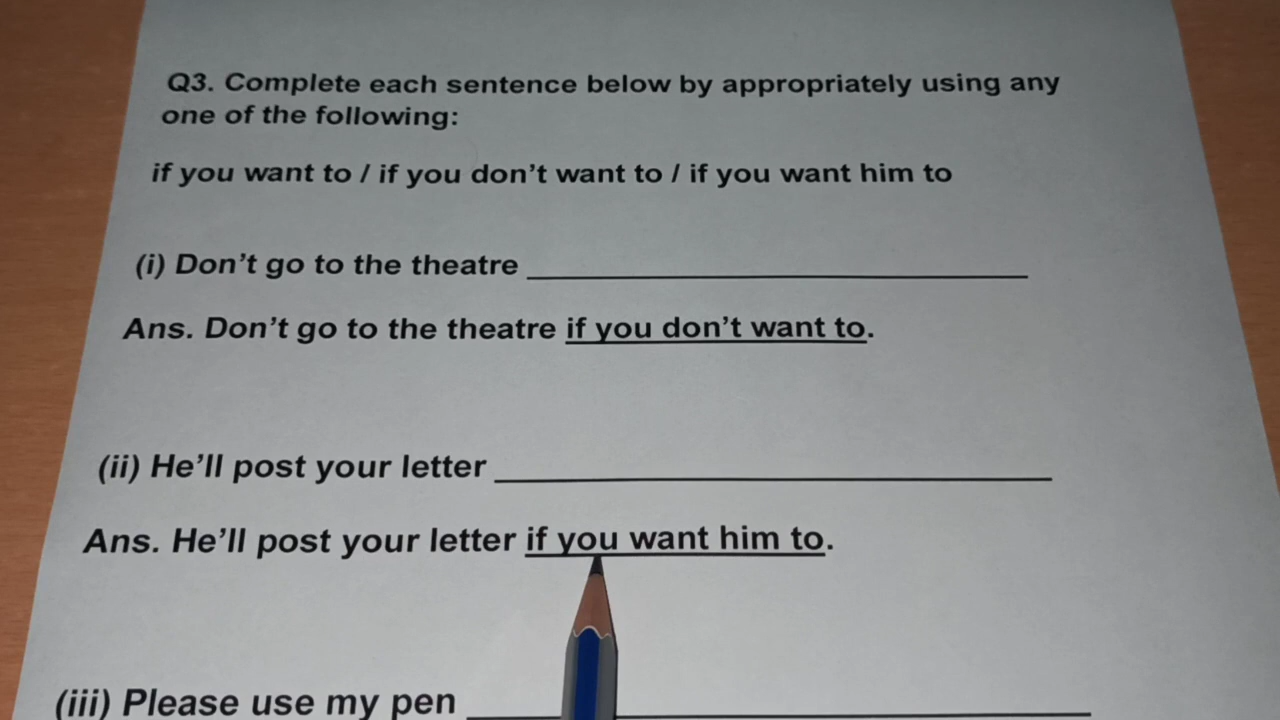 Q3. Complete each sentence below by appropriately using any
one of the following:
if you want to / if you don't want to / if you want him to
(i) Don't go to the theatre ______________________________
Ans. Don't go to the theatre if you don't want to.
(ii) He'll post your letter ______________________________
Ans. He'll post your letter if you want him to.
(iii) Please use my pen ______________________________